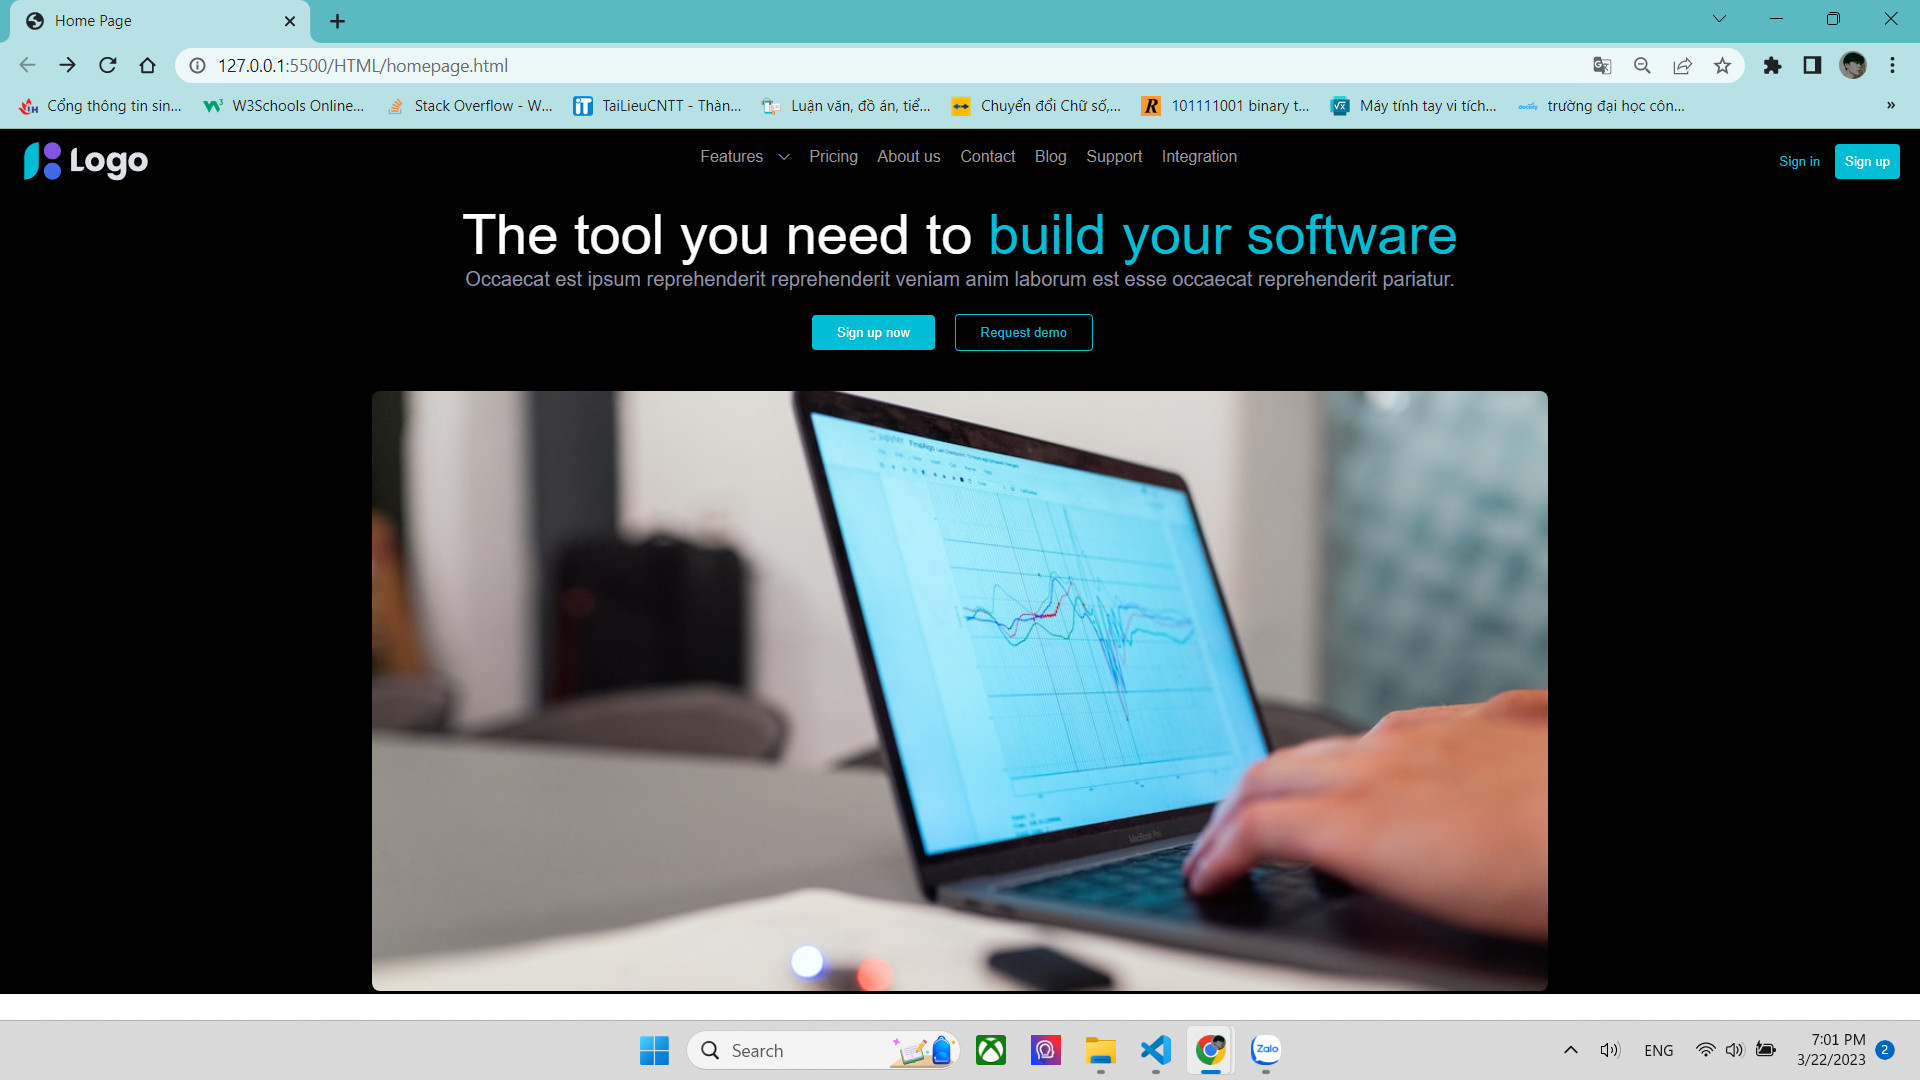 Home Page
127.0.0.1:5500/HTML/homepage.html
Cổng thông tin sin... W3Schools Online... Stack Overflow - W... TaiLieuCNTT - Thàn... Luận văn, đồ án, tiể... Chuyển đổi Chữ số,... 101111001 binary t... Máy tính tay vi tích... trường đại học côn... »
Logo Features Pricing About us Contact Blog Support Integration Sign in Sign up
The tool you need to build your software
Occaecat est ipsum reprehenderit reprehenderit veniam anim laborum est esse occaecat reprehenderit pariatur.
Sign up now Request demo
MacBook Pro
Search Zalo ENG 7:01 PM 2
3/22/2023